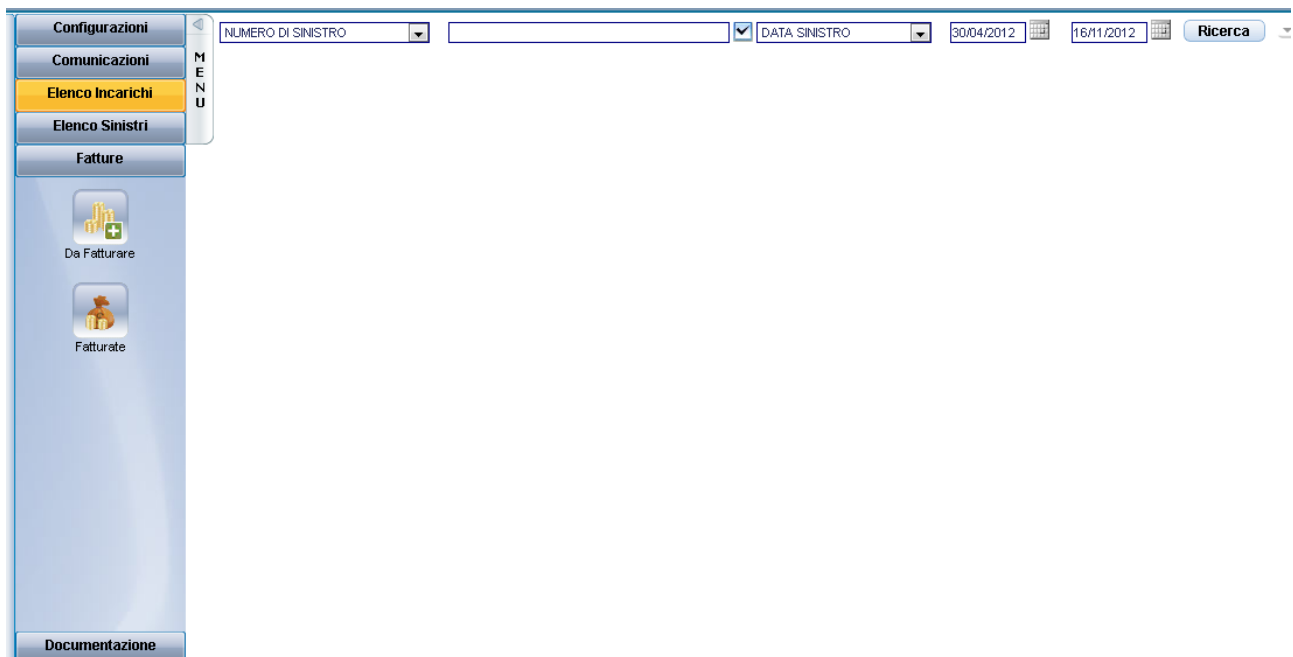 Configurazioni
Comunicazioni
Elenco Incarichi
Elenco Sinistri
Fatture
Da Fatturare
Fatturate
Documentazione
MENU
NUMERO DI SINISTRO
DATA SINISTRO
30/04/2012
16/11/2012
Ricerca